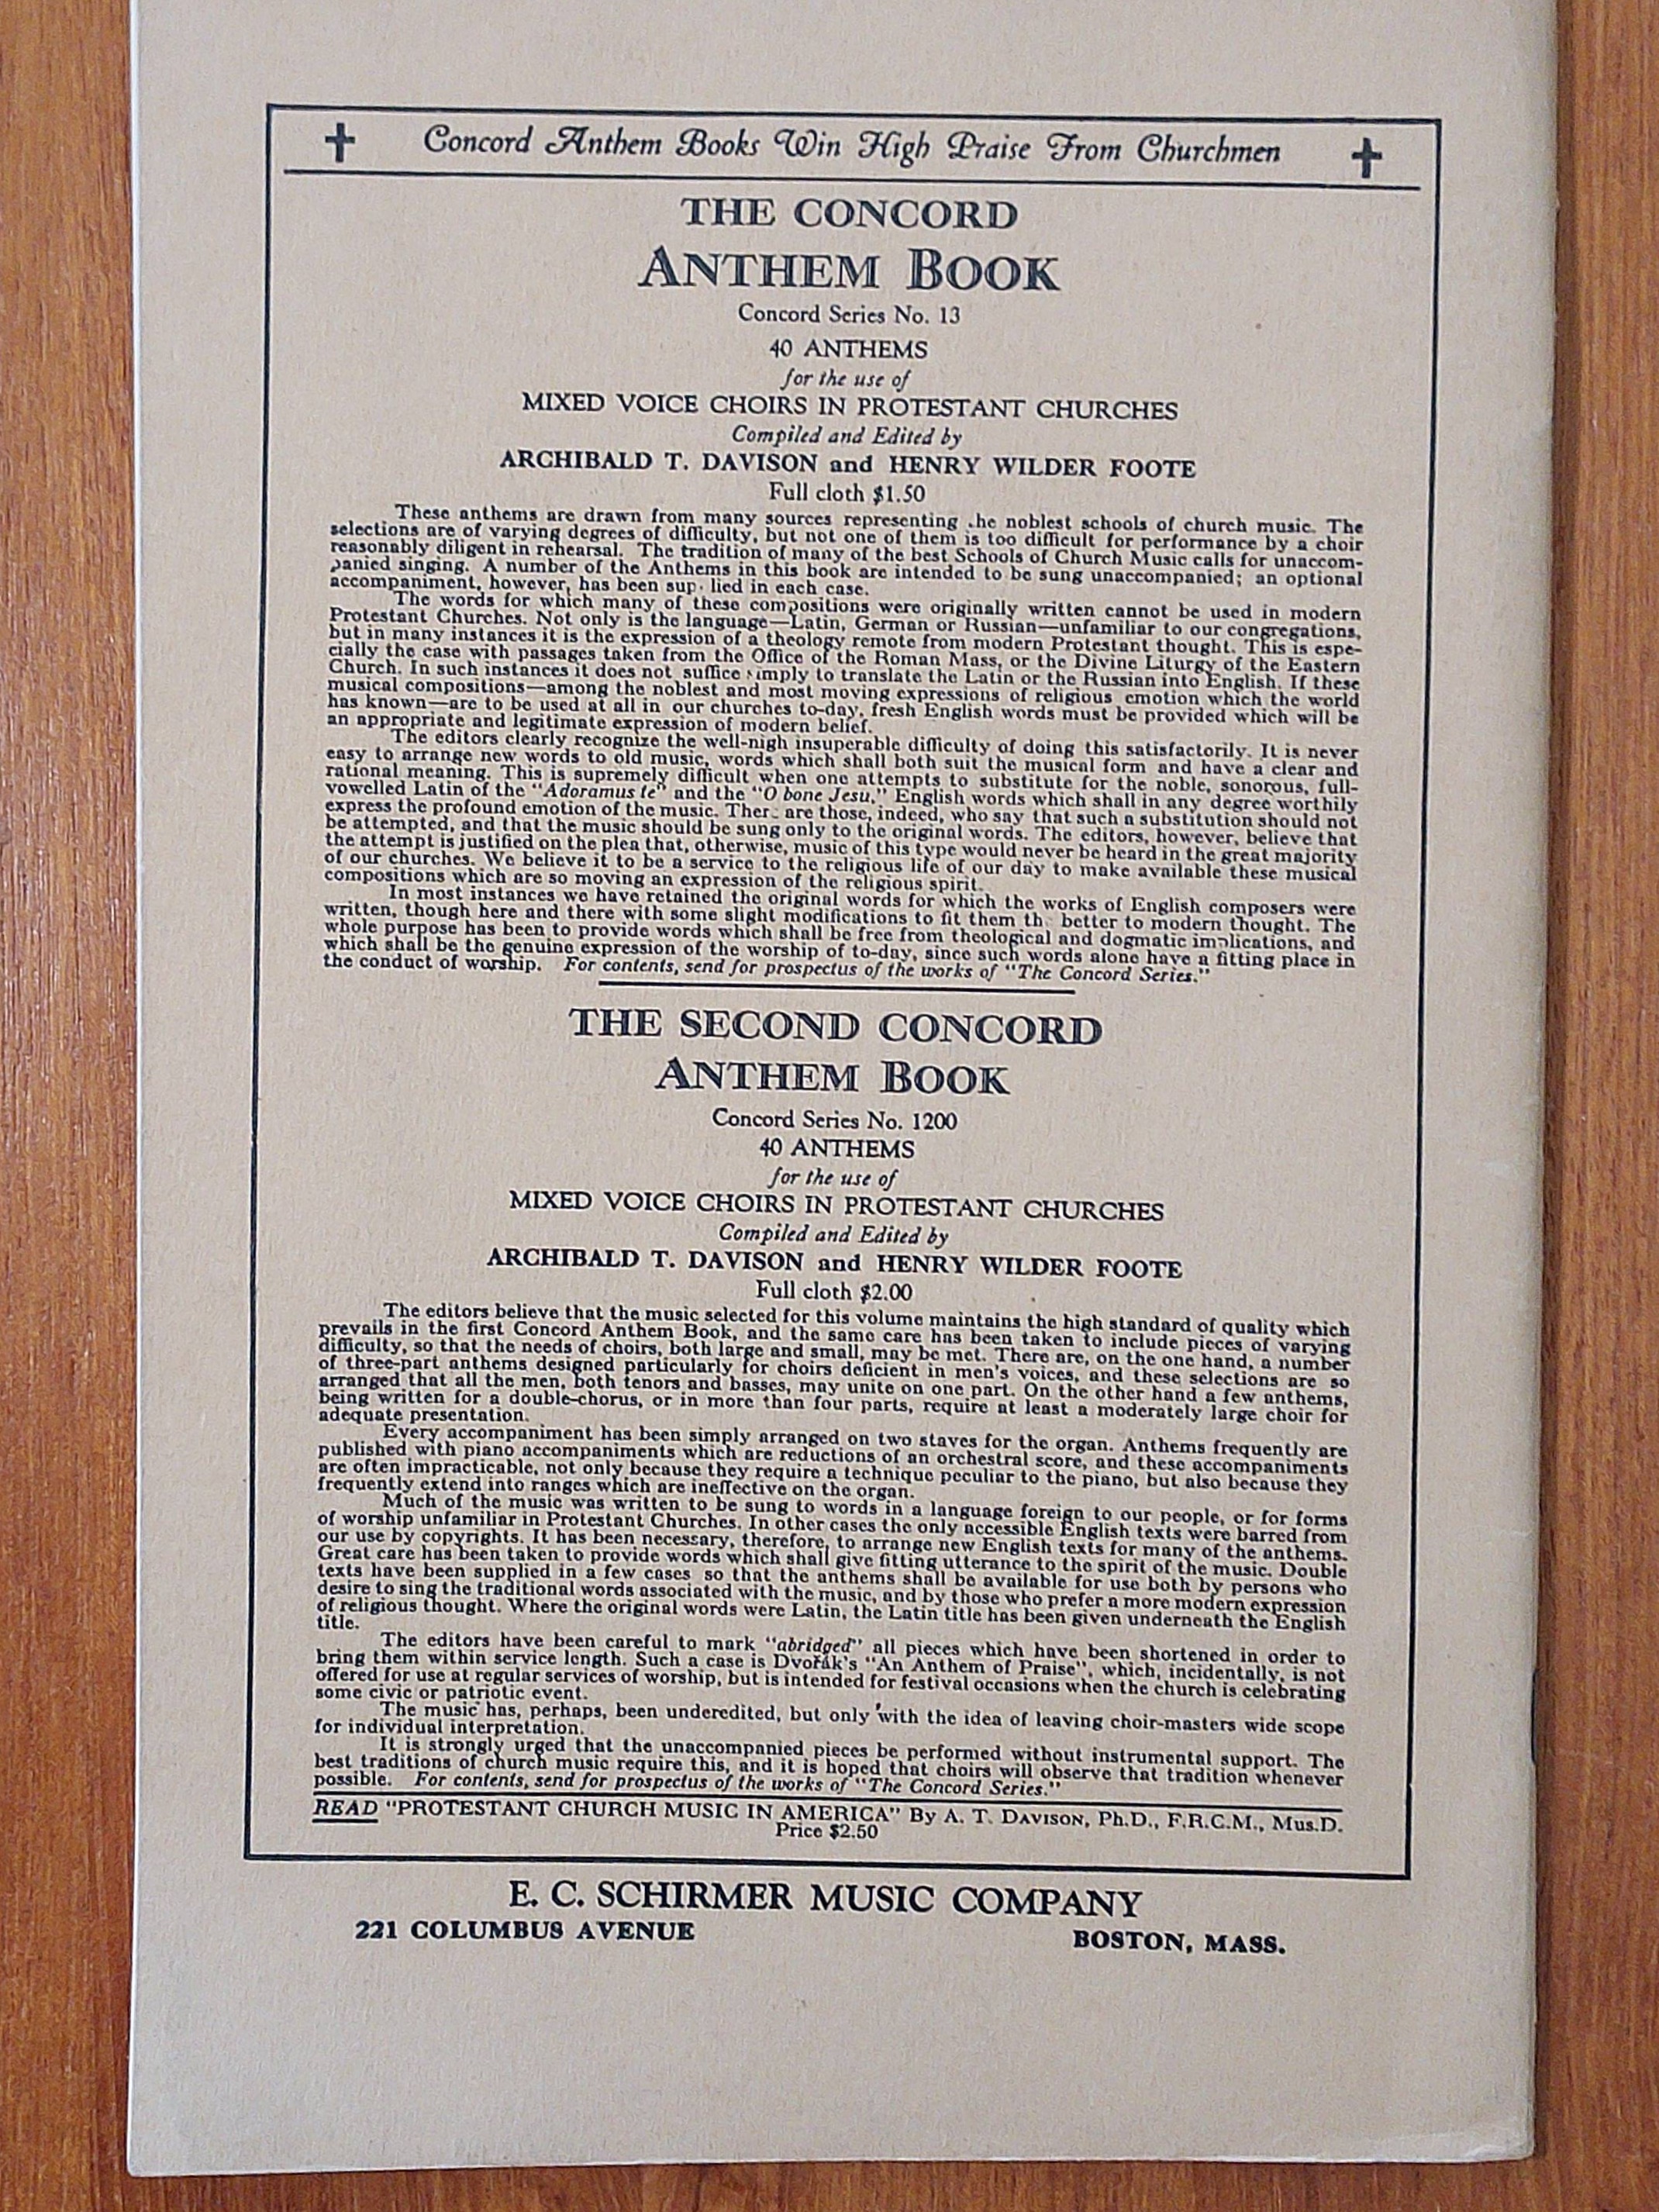 ✝ Concord Anthem Books Win High Praise From Churchmen ✝
THE CONCORD
ANTHEM BOOK
Concord Series No. 13
40 ANTHEMS
for the use of
MIXED VOICE CHOIRS IN PROTESTANT CHURCHES
Compiled and Edited by
ARCHIBALD T. DAVISON and HENRY WILDER FOOTE
Full cloth $1.50
These anthems are drawn from many sources representing .he noblest schools of church music. The
selections are of varying degrees of difficulty, but not one of them is too difficult for performance by a choir
reasonably diligent in rehearsal. The tradition of many of the best Schools of Church Music calls for unaccom-
panied singing. A number of the Anthems in this book are intended to be sung unaccompanied; an optional
accompaniment, however, has been sup. lied in each case.
The words for which many of these compositions were originally written cannot be used in modern
Protestant Churches. Not only is the language—Latin, German or Russian—unfamiliar to our congregations,
but in many instances it is the expression of a theology remote from modern Protestant thought. This is espe-
cially the case with passages taken from the Office of the Roman Mass, or the Divine Liturgy of the Eastern
Church. In such instances it does not suffice simply to translate the Latin or the Russian into English. If these
musical compositions—among the noblest and most moving expressions of religious emotion which the world
has known—are to be used at all in our churches to-day, fresh English words must be provided which will be
an appropriate and legitimate expression of modern belief.
The editors clearly recognize the well-nigh insuperable difficulty of doing this satisfactorily. It is never
easy to arrange new words to old music, words which shall both suit the musical form and have a clear and
rational meaning. This is supremely difficult when one attempts to substitute for the noble, sonorous, full-
vowelled Latin of the "Adoramus te" and the "O bone Jesu," English words which shall in any degree worthily
express the profound emotion of the music. There are those, indeed, who say that such a substitution should not
be attempted, and that the music should be sung only to the original words. The editors, however, believe that
the attempt is justified on the plea that, otherwise, music of this type would never be heard in the great majority
of our churches. We believe it to be a service to the religious life of our day to make available these musical
compositions which are so moving an expression of the religious spirit.
In most instances we have retained the original words for which the works of English composers were
written, though here and there with some slight modifications to fit them the better to modern thought. The
whole purpose has been to provide words which shall be free from theological and dogmatic implications, and
which shall be the genuine expression of the worship of to-day, since such words alone have a fitting place in
the conduct of worship. For contents, send for prospectus of the works of "The Concord Series."
THE SECOND CONCORD
ANTHEM BOOK
Concord Series No. 1200
40 ANTHEMS
for the use of
MIXED VOICE CHOIRS IN PROTESTANT CHURCHES
Compiled and Edited by
ARCHIBALD T. DAVISON and HENRY WILDER FOOTE
Full cloth $2.00
The editors believe that the music selected for this volume maintains the high standard of quality which
prevails in the first Concord Anthem Book, and the same care has been taken to include pieces of varying
difficulty, so that the needs of choirs, both large and small, may be met. There are, on the one hand, a number
of three-part anthems designed particularly for choirs deficient in men's voices, and these selections are so
arranged that all the men, both tenors and basses, may unite on one part. On the other hand a few anthems,
being written for a double-chorus, or in more than four parts, require at least a moderately large choir for
adequate presentation.
Every accompaniment has been simply arranged on two staves for the organ. Anthems frequently are
published with piano accompaniments which are reductions of an orchestral score, and these accompaniments
are often impracticable, not only because they require a technique peculiar to the piano, but also because they
frequently extend into ranges which are ineffective on the organ.
Much of the music was written to be sung to words in a language foreign to our people, or for forms
of worship unfamiliar in Protestant Churches. In other cases the only accessible English texts were barred from
our use by copyrights. It has been necessary, therefore, to arrange new English texts for many of the anthems.
Great care has been taken to provide words which shall give fitting utterance to the spirit of the music. Double
texts have been supplied in a few cases so that the anthems shall be available for use both by persons who
desire to sing the traditional words associated with the music, and by those who prefer a more modern expression
of religious thought. Where the original words were Latin, the Latin title has been given underneath the English
title.
The editors have been careful to mark "abridged" all pieces which have been shortened in order to
bring them within service length. Such a case is Dvořák's "An Anthem of Praise", which, incidentally, is not
offered for use at regular services of worship, but is intended for festival occasions when the church is celebrating
some civic or patriotic event.
The music has, perhaps, been underedited, but only with the idea of leaving choir-masters wide scope
for individual interpretation.
It is strongly urged that the unaccompanied pieces be performed without instrumental support. The
best traditions of church music require this, and it is hoped that choirs will observe that tradition whenever
possible. For contents, send for prospectus of the works of "The Concord Series."
READ "PROTESTANT CHURCH MUSIC IN AMERICA" By A. T. DAVISON, Ph.D., F.R.C.M., Mus.D.
Price $2.50
E. C. SCHIRMER MUSIC COMPANY
221 COLUMBUS AVENUE BOSTON, MASS.